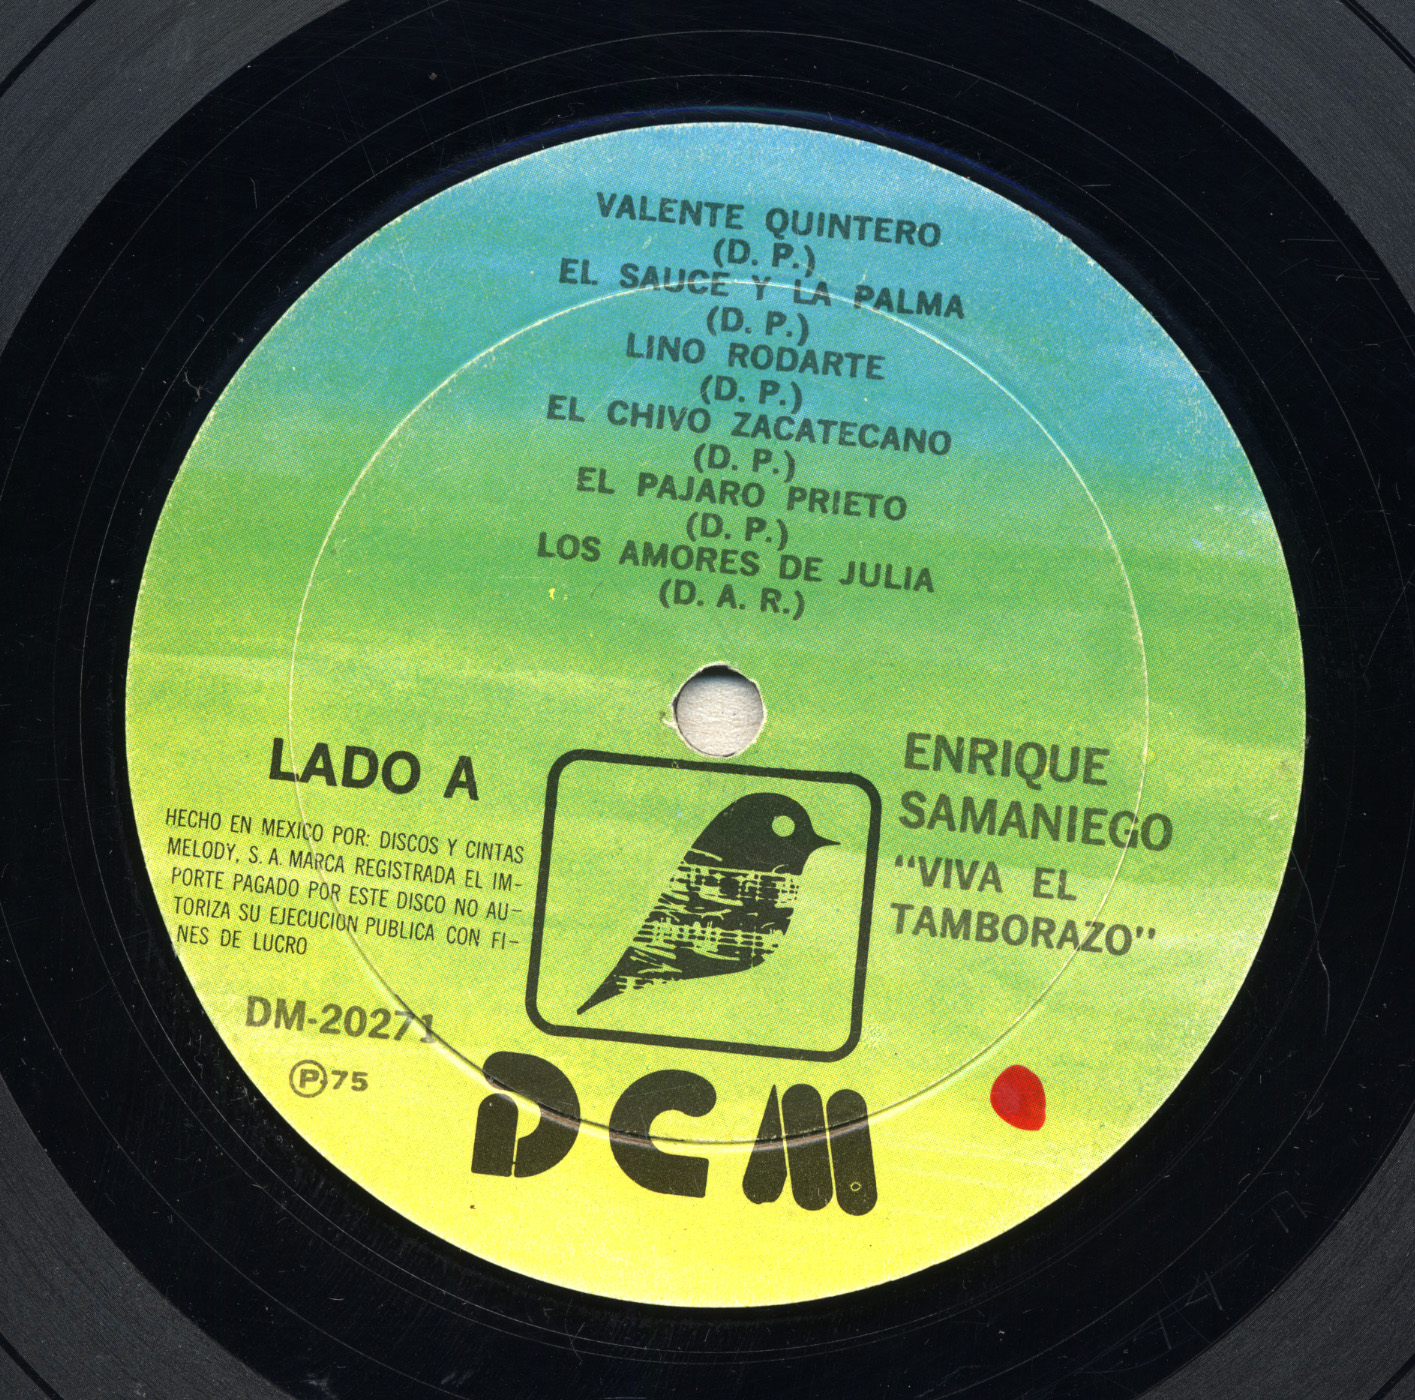 VALENTE QUINTERO
(D. P.)
EL SAUCE Y LA PALMA
(D. P.)
LINO RODARTE
(D. P.)
EL CHIVO ZACATECANO
(D. P.)
EL PAJARO PRIETO
(D. P.)
LOS AMORES DE JULIA
(D. A. R.)
LADO A
HECHO EN MEXICO POR: DISCOS Y CINTAS
MELODY, S. A. MARCA REGISTRADA EL IM-
PORTE PAGADO POR ESTE DISCO NO AU-
TORIZA SU EJECUCION PUBLICA CON FI-
NES DE LUCRO
DM-20271
Ⓟ-75
ENRIQUE
SAMANIEGO
"VIVA EL
TAMBORAZO"
DCM